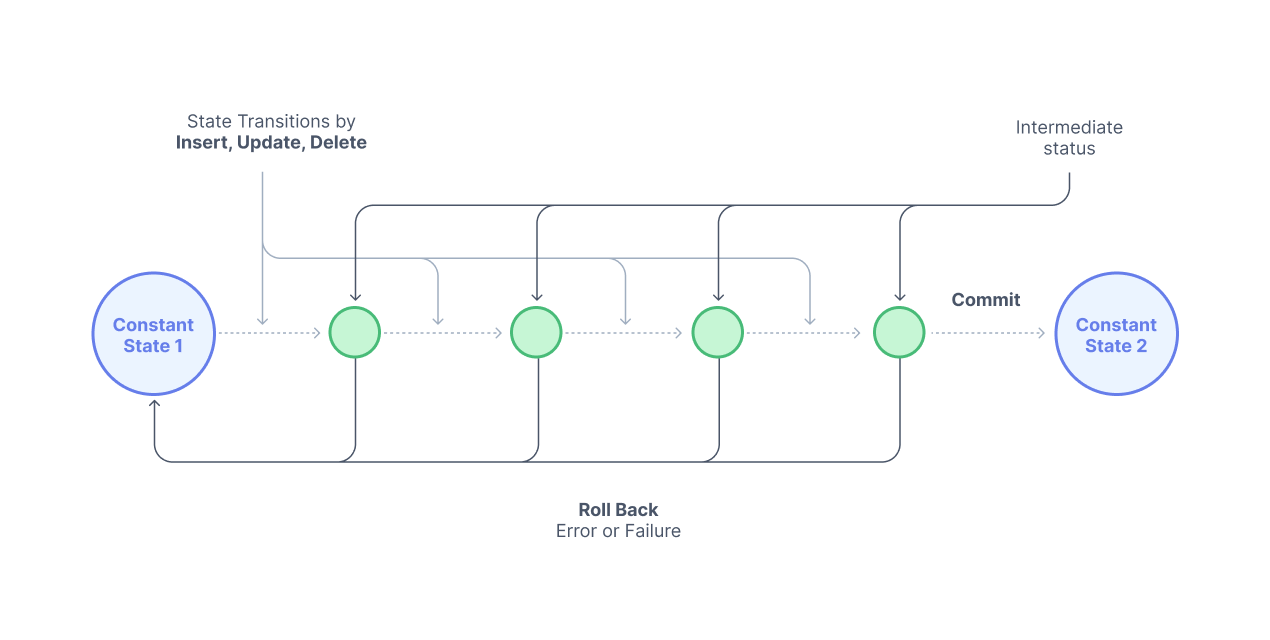 State Transitions by
Insert, Update, Delete
Intermediate
status
Commit
Constant
State 1
Constant
State 2
Roll Back
Error or Failure